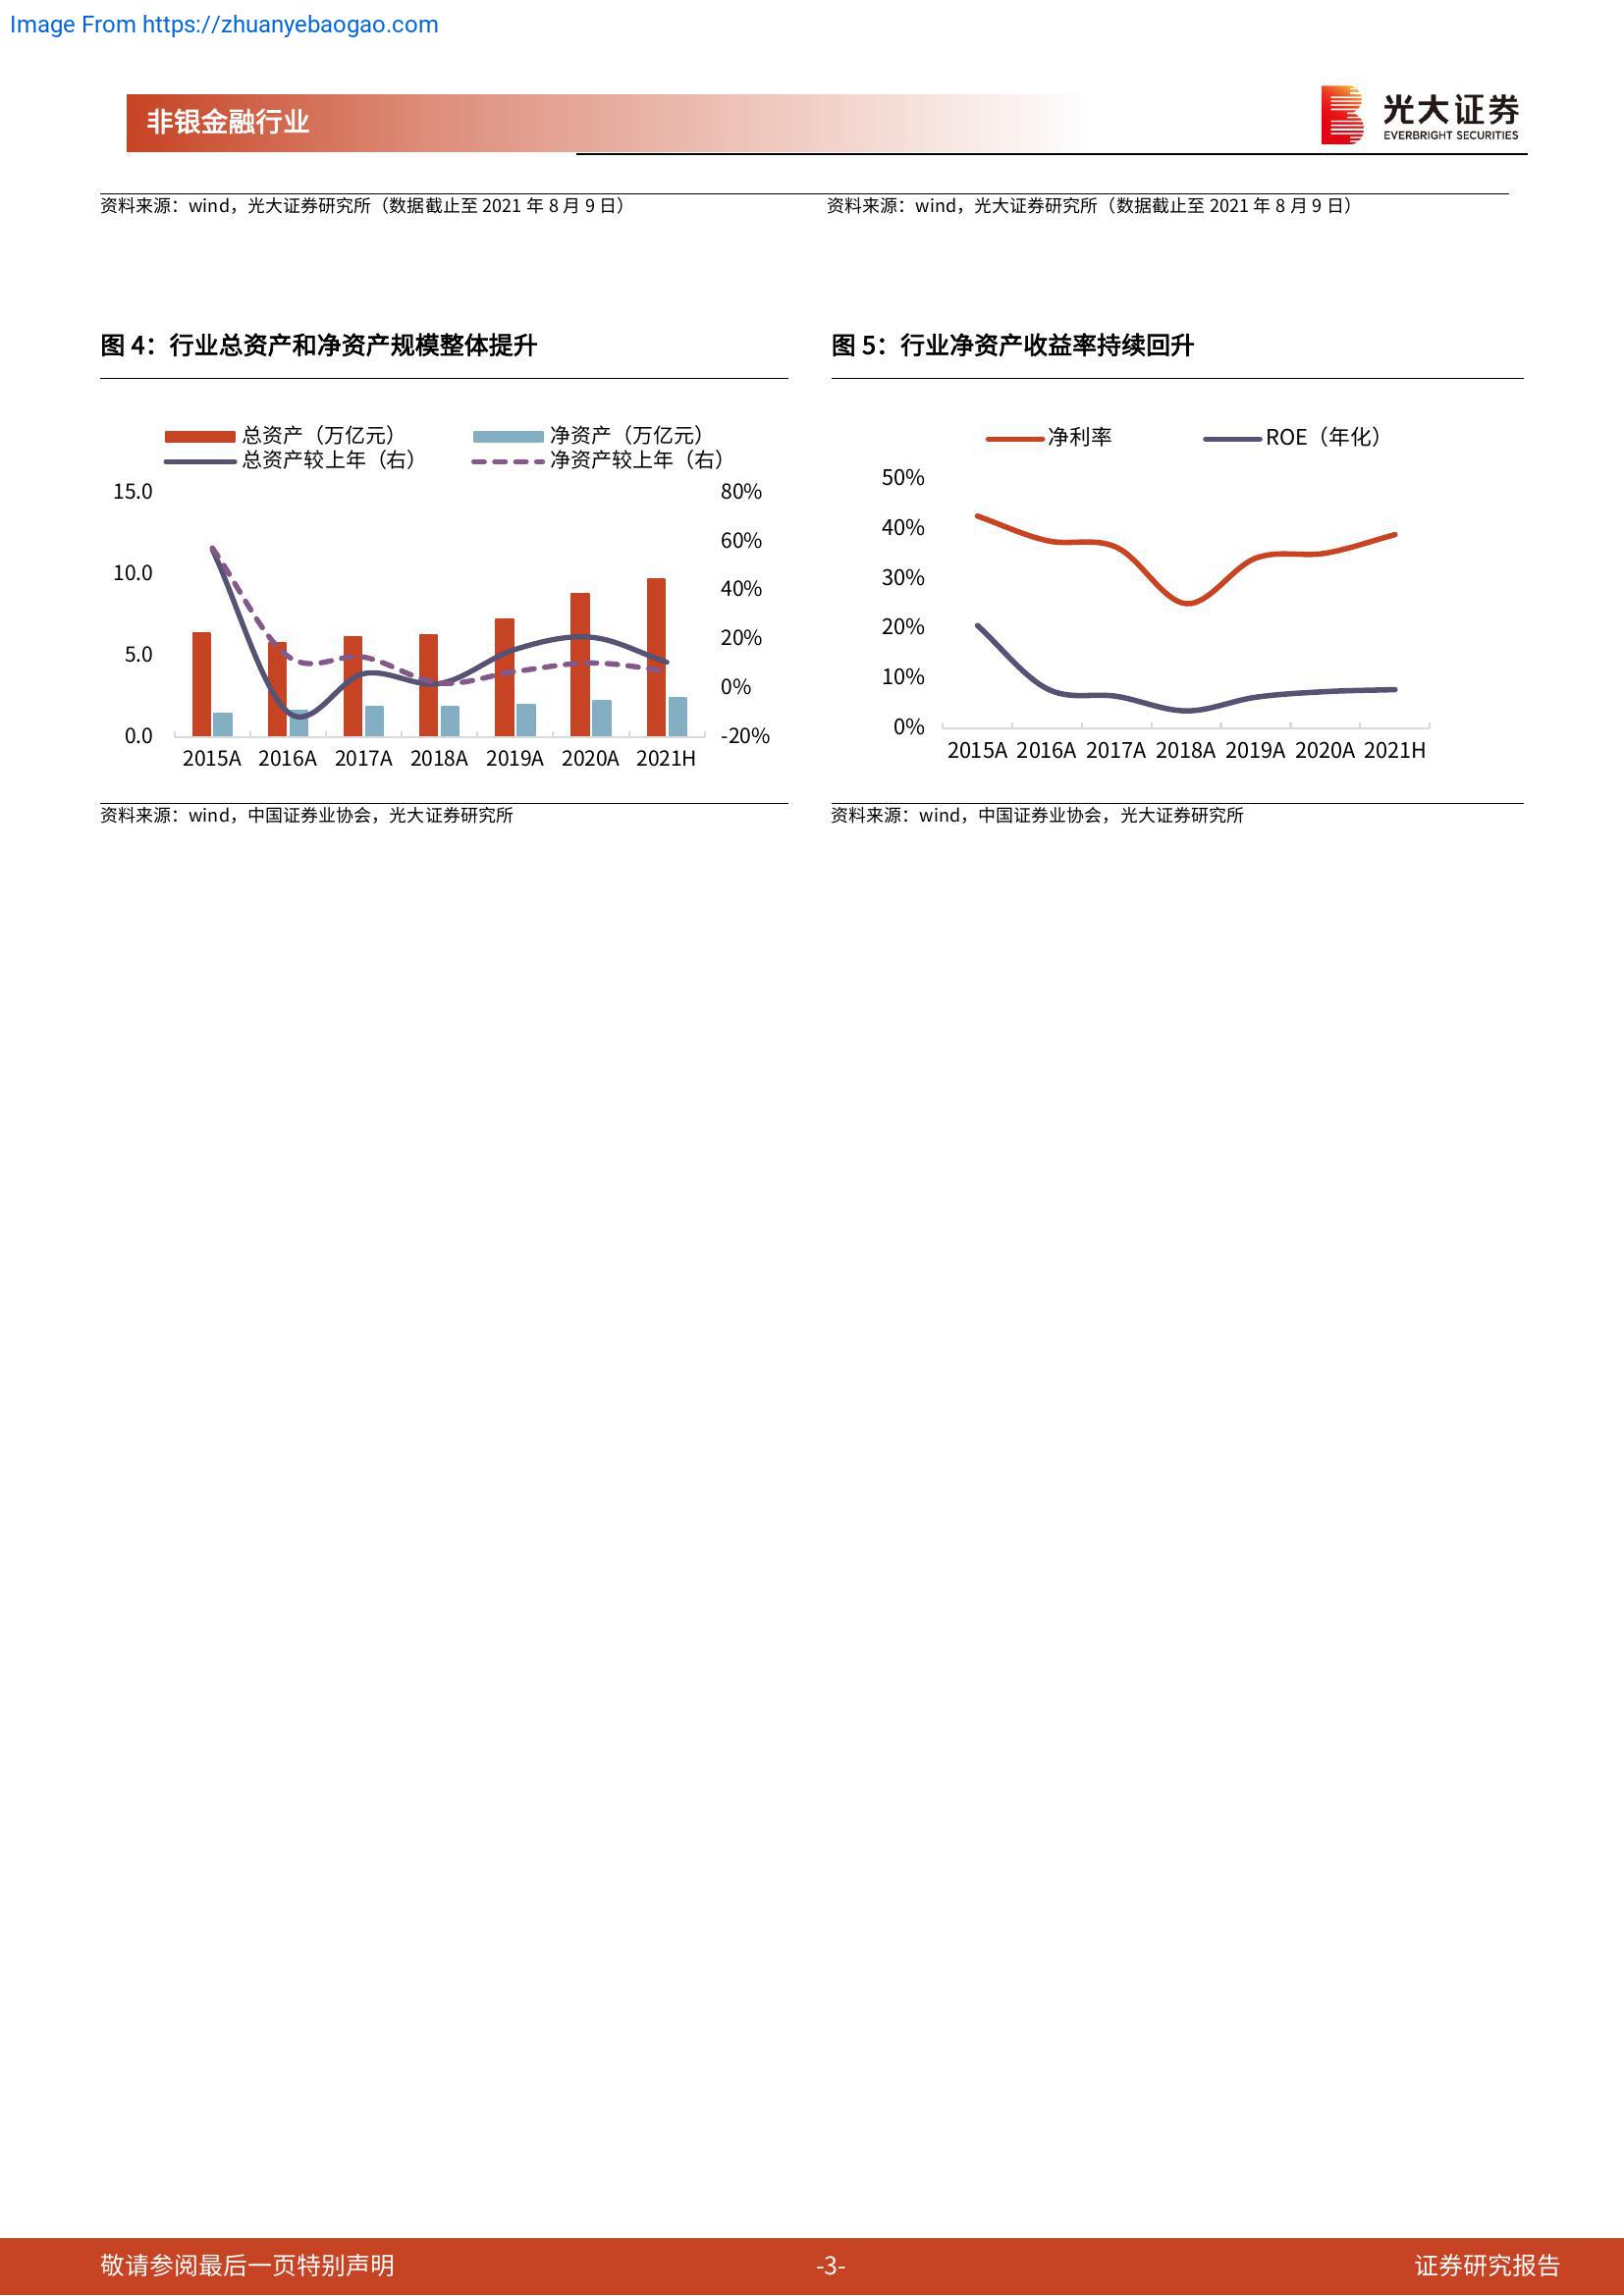 Image From https://zhuanyebaogao.com
非银金融行业
光大证券
EVERBRIGHT SECURITIES
资料来源：wind，光大证券研究所（数据截止至 2021 年 8 月 9 日）
资料来源：wind，光大证券研究所（数据截止至 2021 年 8 月 9 日）
图 4：行业总资产和净资产规模整体提升
总资产（万亿元） 净资产（万亿元）
总资产较上年（右） 净资产较上年（右）
15.0 80%
60%
10.0
40%
5.0 20%
0%
0.0 -20%
2015A 2016A 2017A 2018A 2019A 2020A 2021H
资料来源：wind，中国证券业协会，光大证券研究所
图 5：行业净资产收益率持续回升
净利率 ROE（年化）
50%
40%
30%
20%
10%
0%
2015A 2016A 2017A 2018A 2019A 2020A 2021H
资料来源：wind，中国证券业协会，光大证券研究所
敬请参阅最后一页特别声明 -3- 证券研究报告